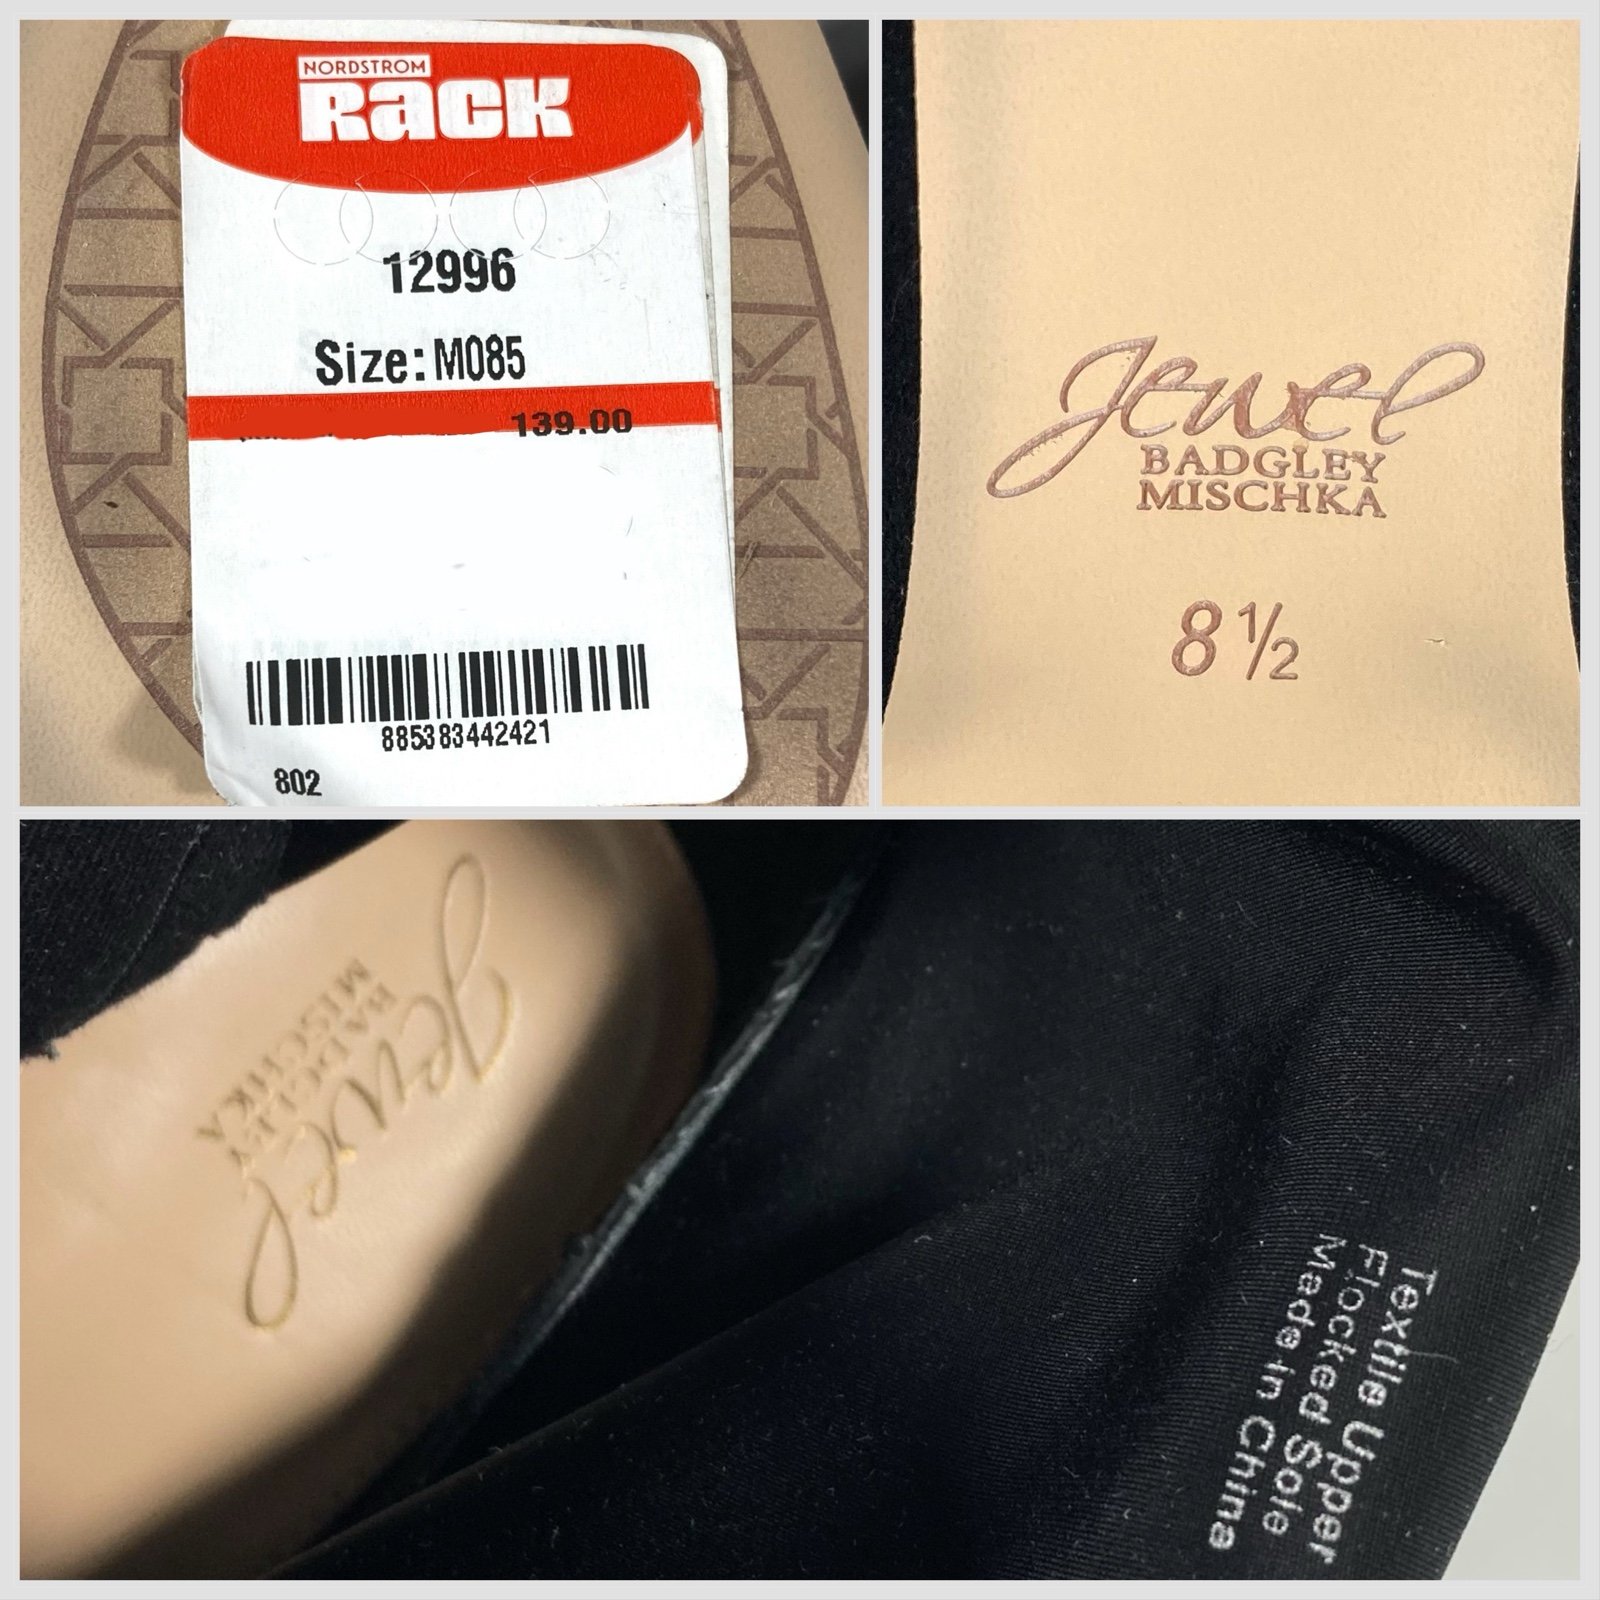 NORDSTROM
RACK
12996
Size:M085
139.00
885383442421
802
Jewel
BADGLEY
MISCHKA
8 1/2
Jewel
BADGLEY
MISCHKA
Textile Upper
Flocked Sole
Made in China